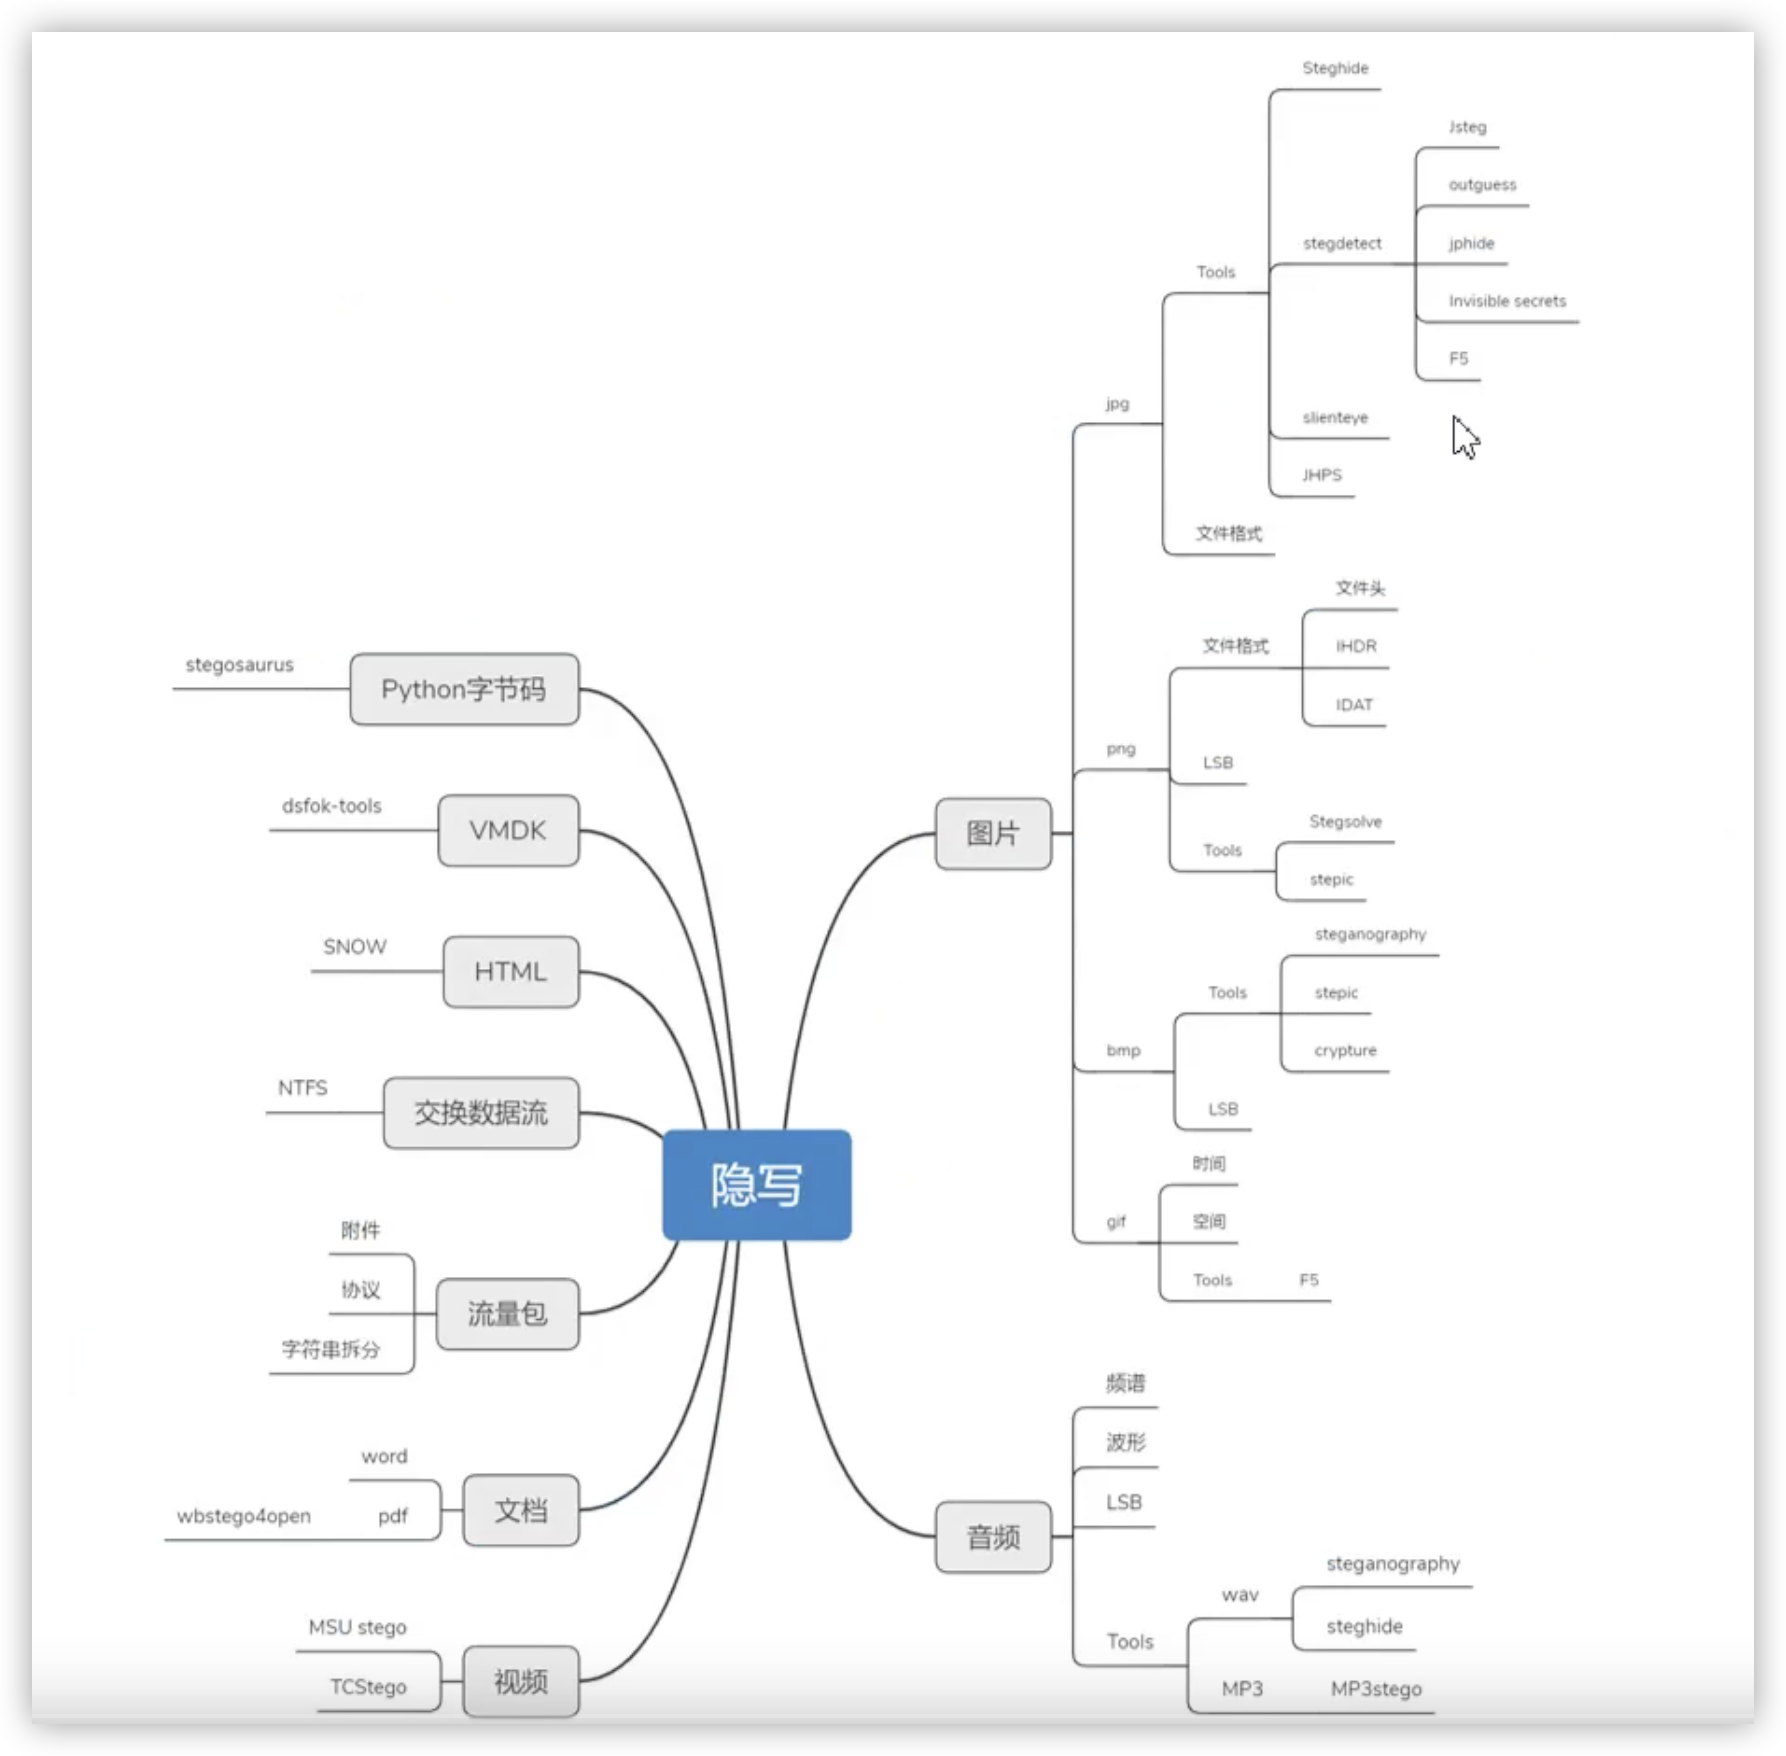 隐写
图片
jpg
Tools
Steghide
stegdetect
Jsteg
outguess
jphide
Invisible secrets
F5
slienteye
JHPS
文件格式
png
文件格式
文件头
IHDR
IDAT
LSB
Tools
Stegsolve
stepic
bmp
Tools
steganography
stepic
crypture
LSB
gif
时间
空间
Tools
F5
音频
频谱
波形
LSB
Tools
wav
steganography
steghide
MP3
MP3stego
Python字节码
stegosaurus
VMDK
dsfok-tools
HTML
SNOW
交换数据流
NTFS
流量包
附件
协议
字符串拆分
文档
word
pdf
wbstego4open
视频
MSU stego
TCStego